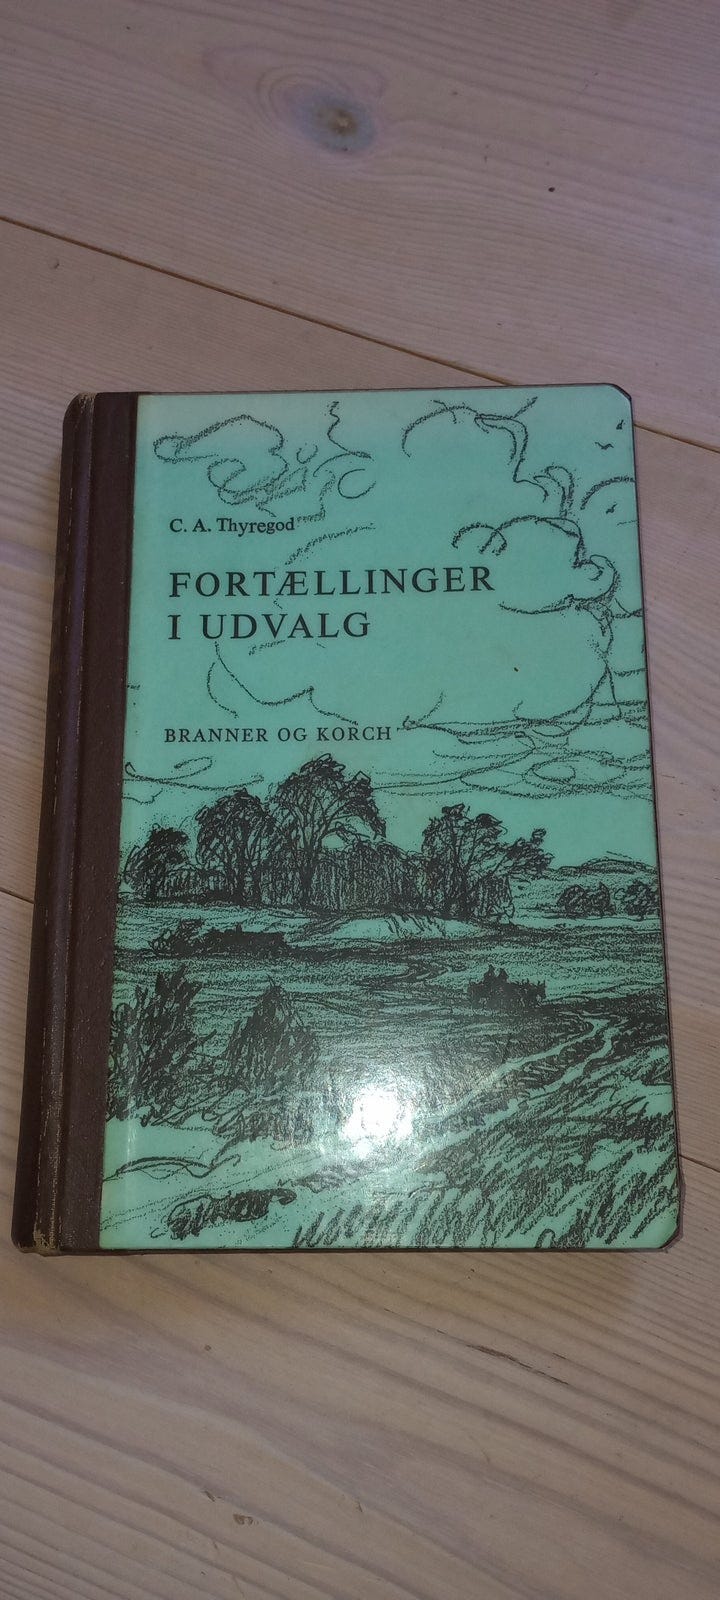 C. A. Thyregod
FORTÆLLINGER
I UDVALG
BRANNER OG KORCH